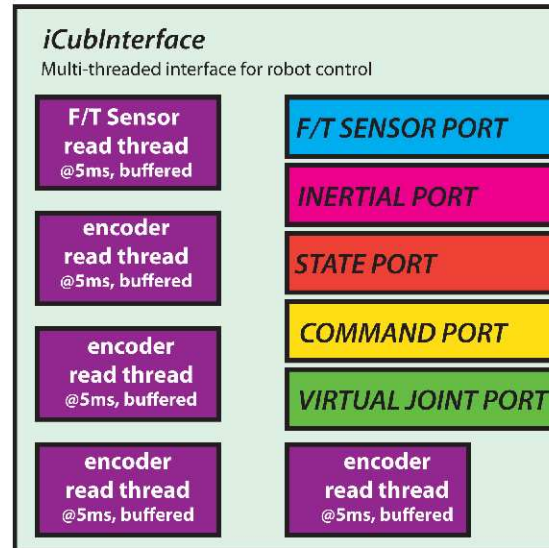 iCubInterface
Multi-threaded interface for robot control
F/T Sensor
read thread
@5ms, buffered
encoder
read thread
@5ms, buffered
encoder
read thread
@5ms, buffered
encoder
read thread
@5ms, buffered
F/T SENSOR PORT
INERTIAL PORT
STATE PORT
COMMAND PORT
VIRTUAL JOINT PORT
encoder
read thread
@5ms, buffered